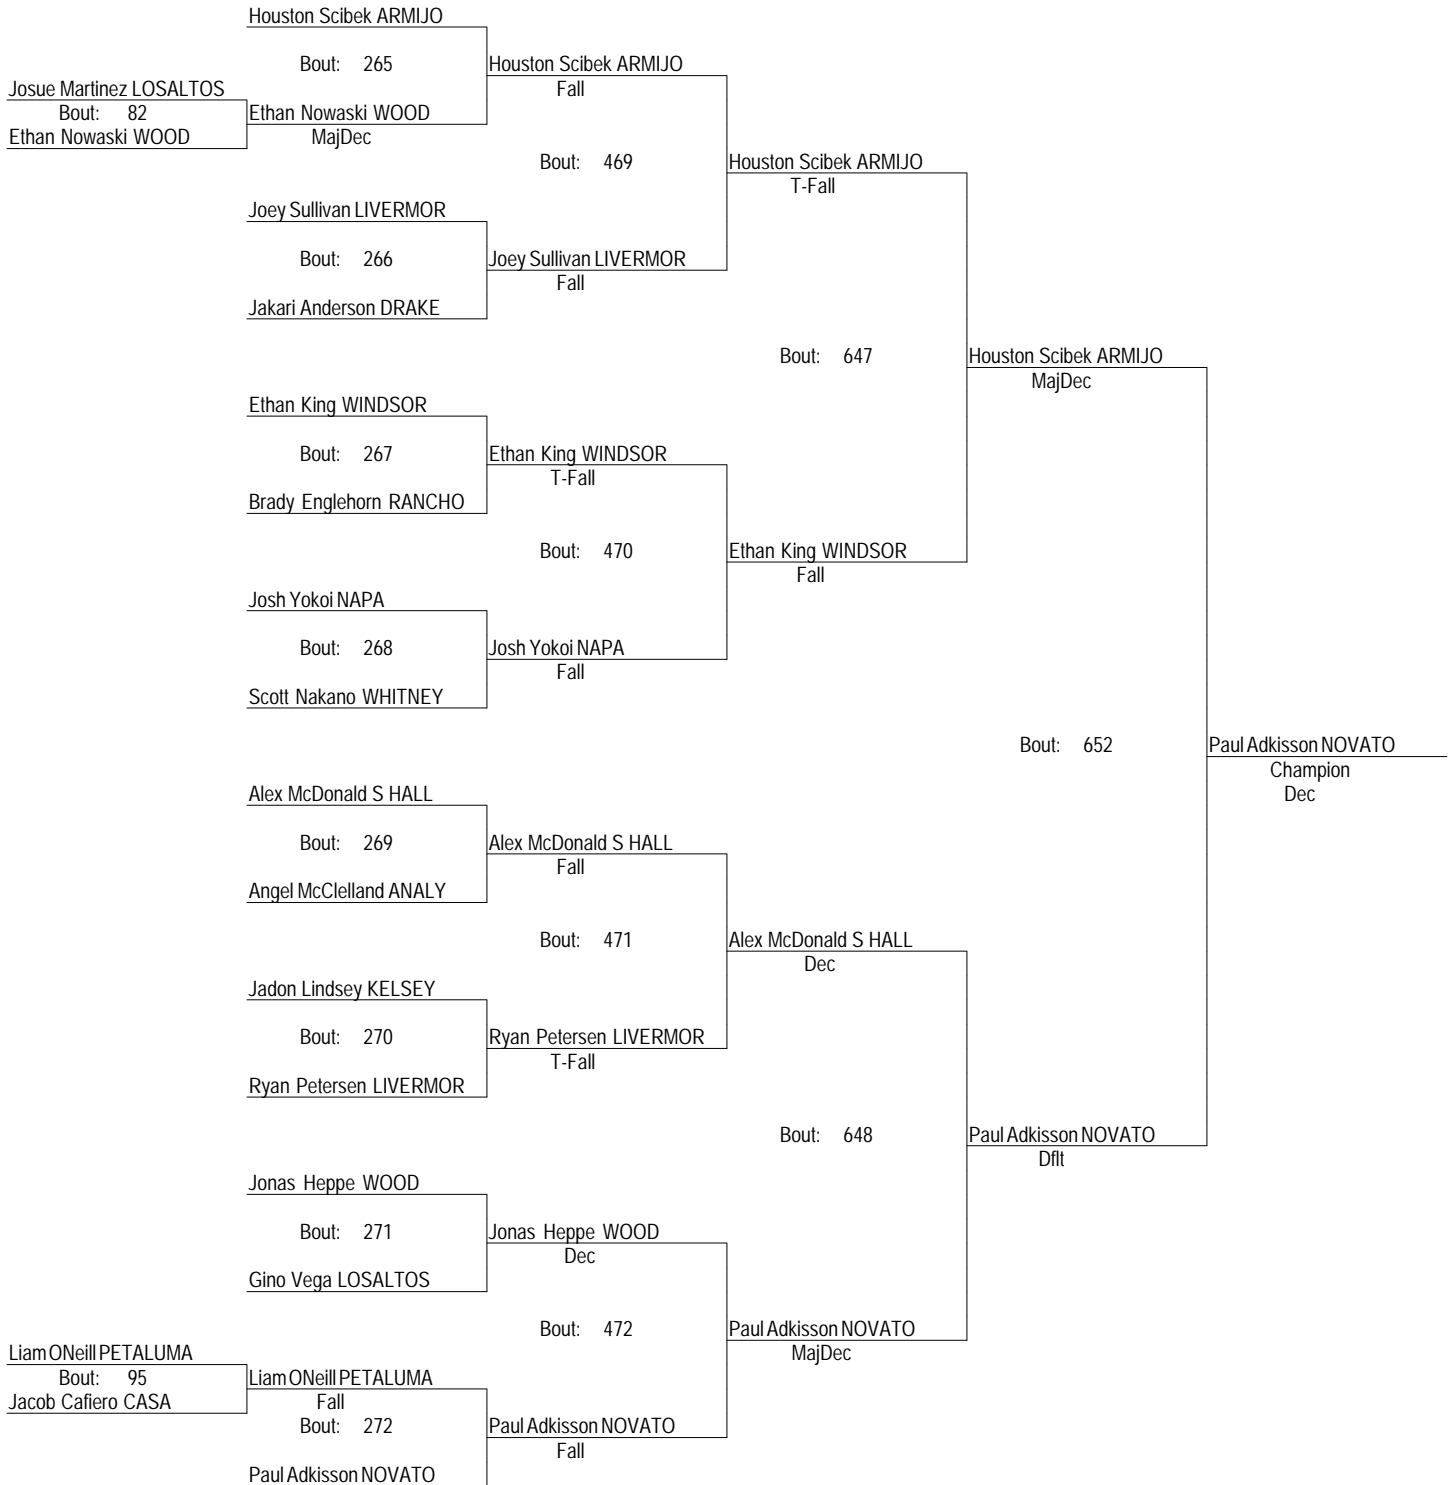 Houston Scibek ARMIJO
Bout: 265
Houston Scibek ARMIJO
Fall
Josue Martinez LOSALTOS
Bout: 82
Ethan Nowaski WOOD
Ethan Nowaski WOOD
MajDec
Bout: 469
Houston Scibek ARMIJO
T-Fall
Joey Sullivan LIVERMOR
Bout: 266
Joey Sullivan LIVERMOR
Fall
Jakari Anderson DRAKE
Bout: 647
Houston Scibek ARMIJO
MajDec
Ethan King WINDSOR
Bout: 267
Ethan King WINDSOR
T-Fall
Brady Englehorn RANCHO
Bout: 470
Ethan King WINDSOR
Fall
Josh Yokoi NAPA
Bout: 268
Josh Yokoi NAPA
Fall
Scott Nakano WHITNEY
Bout: 652
Paul Adkisson NOVATO
Champion
Dec
Alex McDonald S HALL
Bout: 269
Alex McDonald S HALL
Fall
Angel McClelland ANALY
Bout: 471
Alex McDonald S HALL
Dec
Jadon Lindsey KELSEY
Bout: 270
Ryan Petersen LIVERMOR
T-Fall
Ryan Petersen LIVERMOR
Bout: 648
Paul Adkisson NOVATO
Dflt
Jonas Heppe WOOD
Bout: 271
Jonas Heppe WOOD
Dec
Gino Vega LOSALTOS
Bout: 472
Paul Adkisson NOVATO
MajDec
Liam ONeill PETALUMA
Bout: 95
Jacob Cafiero CASA
Liam ONeill PETALUMA
Fall
Bout: 272
Paul Adkisson NOVATO
Fall
Paul Adkisson NOVATO